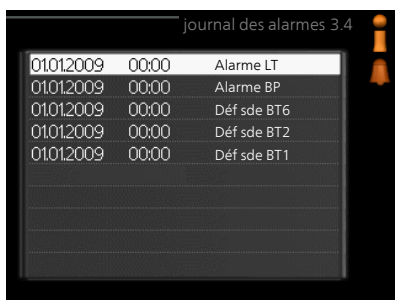 journal des alarmes 3.4
01.01.2009 00:00 Alarme LT
01.01.2009 00:00 Alarme BP
01.01.2009 00:00 Déf sde BT6
01.01.2009 00:00 Déf sde BT2
01.01.2009 00:00 Déf sde BT1